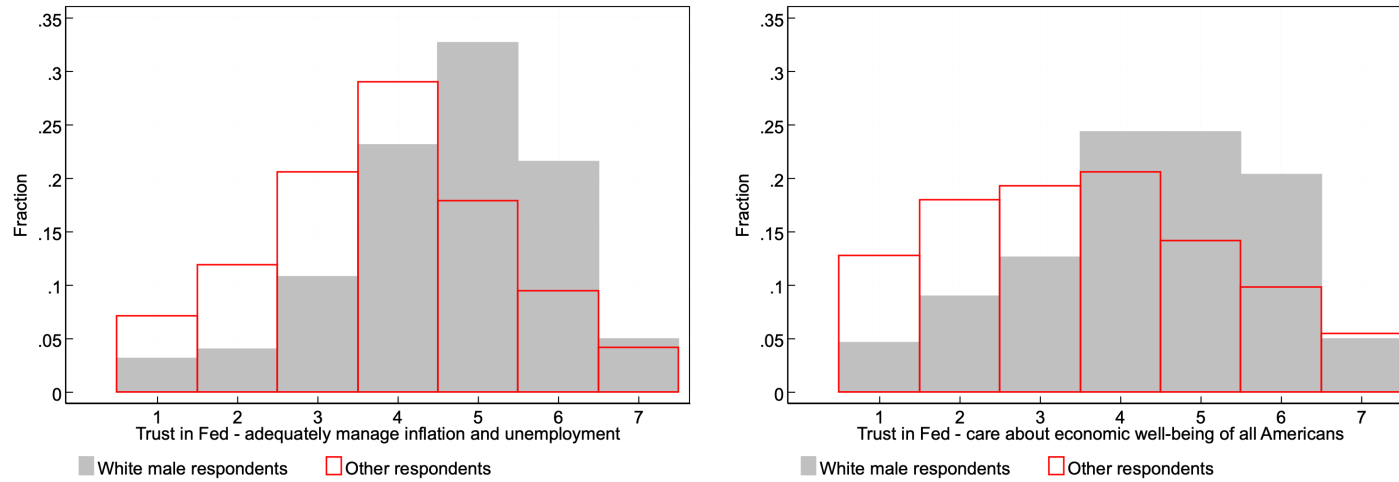 .35
.3
.25
.2
.15
.1
.05
0
Fraction
1 2 3 4 5 6 7
Trust in Fed - adequately manage inflation and unemployment
White male respondents Other respondents
.35
.3
.25
.2
.15
.1
.05
0
Fraction
1 2 3 4 5 6 7
Trust in Fed - care about economic well-being of all Americans
White male respondents Other respondents